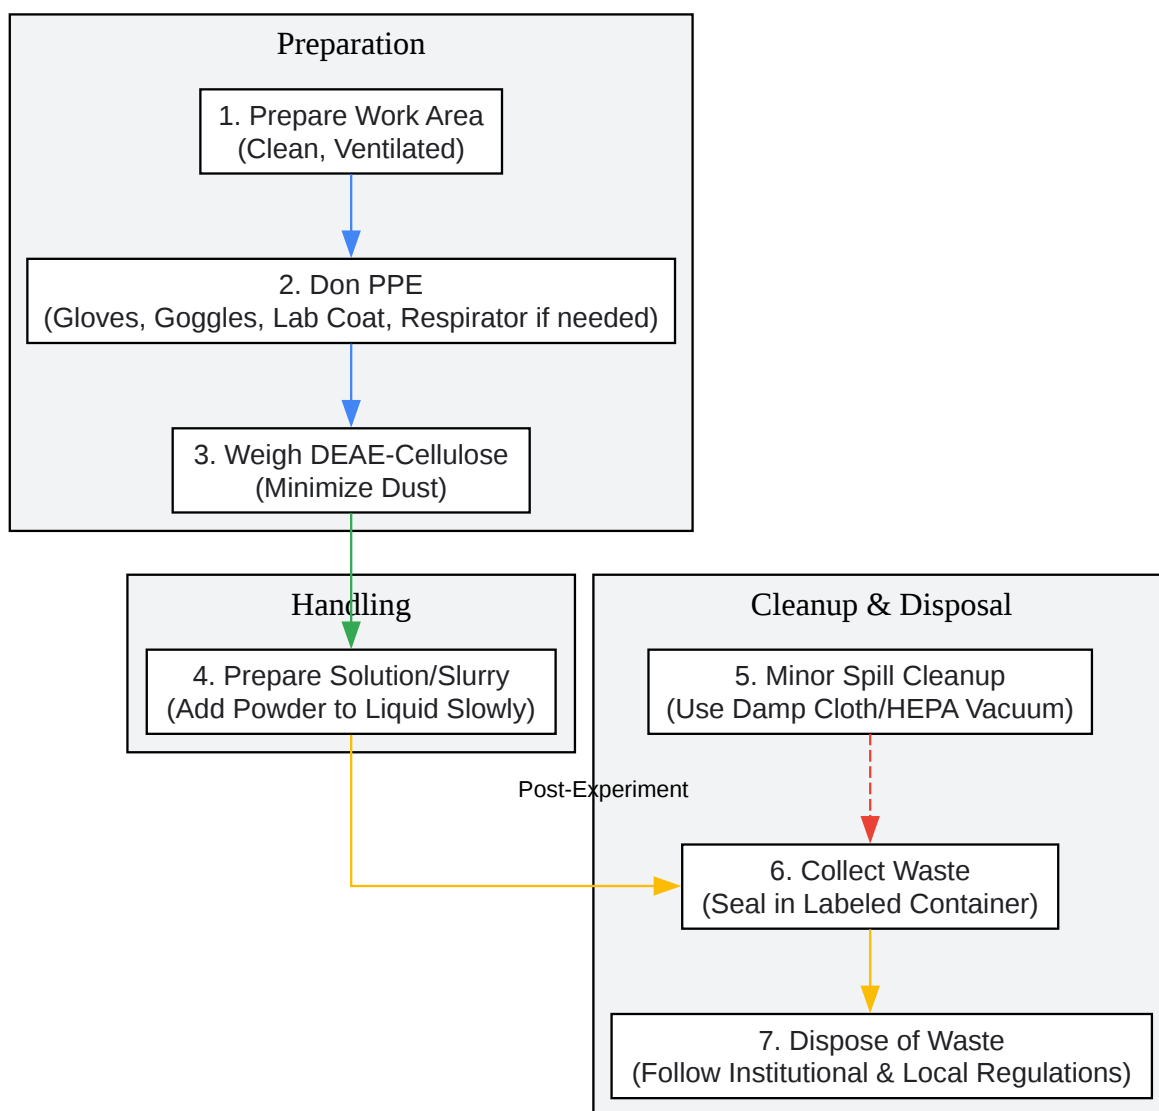 Preparation
1. Prepare Work Area
(Clean, Ventilated)
2. Don PPE
(Gloves, Goggles, Lab Coat, Respirator if needed)
3. Weigh DEAE-Cellulose
(Minimize Dust)
Handling
4. Prepare Solution/Slurry
(Add Powder to Liquid Slowly)
Cleanup & Disposal
5. Minor Spill Cleanup
(Use Damp Cloth/HEPA Vacuum)
Post-Experiment
6. Collect Waste
(Seal in Labeled Container)
7. Dispose of Waste
(Follow Institutional & Local Regulations)